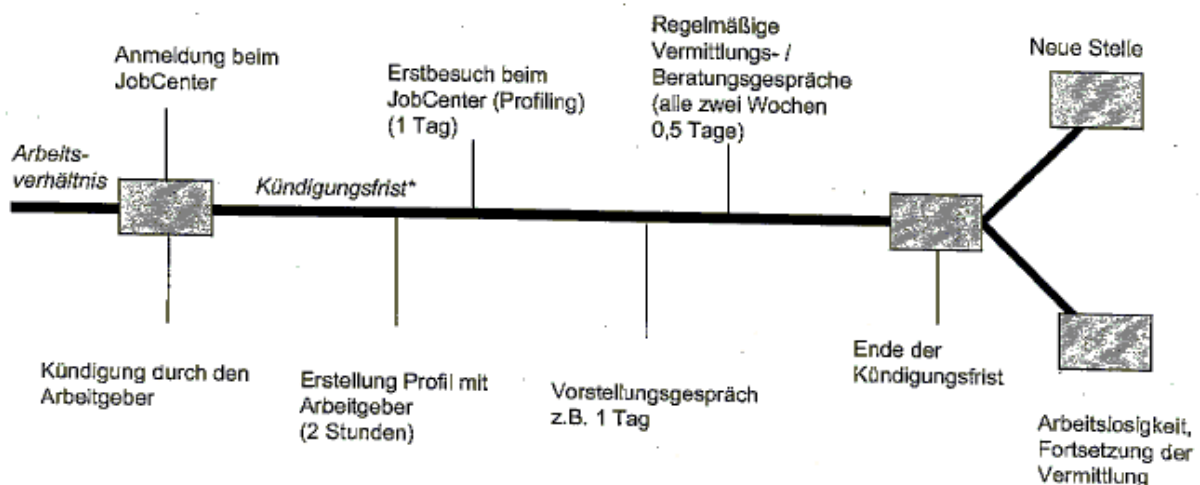 Anmeldung beim
JobCenter
Erstbesuch beim
JobCenter (Profiling)
(1 Tag)
Regelmäßige
Vermittlungs- /
Beratungsgespräche
(alle zwei Wochen
0,5 Tage)
Neue Stelle
Arbeits-
verhältnis
Kündigungsfrist*
Kündigung durch den
Arbeitgeber
Erstellung Profil mit
Arbeitgeber
(2 Stunden)
Vorstellungsgespräch
z.B. 1 Tag
Ende der
Kündigungsfrist
Arbeitslosigkeit,
Fortsetzung der
Vermittlung